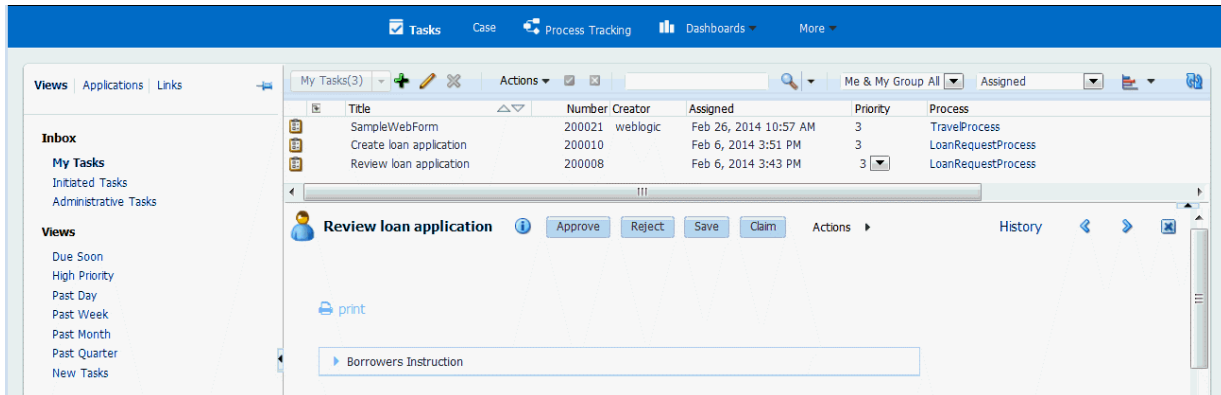 Tasks Case Process Tracking Dashboards More
Views Applications Links
Inbox
My Tasks
Initiated Tasks
Administrative Tasks
Views
Due Soon
High Priority
Past Day
Past Week
Past Month
Past Quarter
New Tasks
My Tasks(3) Actions Me & My Group All Assigned
Title Number Creator Assigned Priority Process
SampleWebForm 200021 weblogic Feb 26, 2014 10:57 AM 3 TravelProcess
Create loan application 200010 Feb 6, 2014 3:51 PM 3 LoanRequestProcess
Review loan application 200008 Feb 6, 2014 3:43 PM 3 LoanRequestProcess
Review loan application Approve Reject Save Claim Actions History
print
Borrowers Instruction